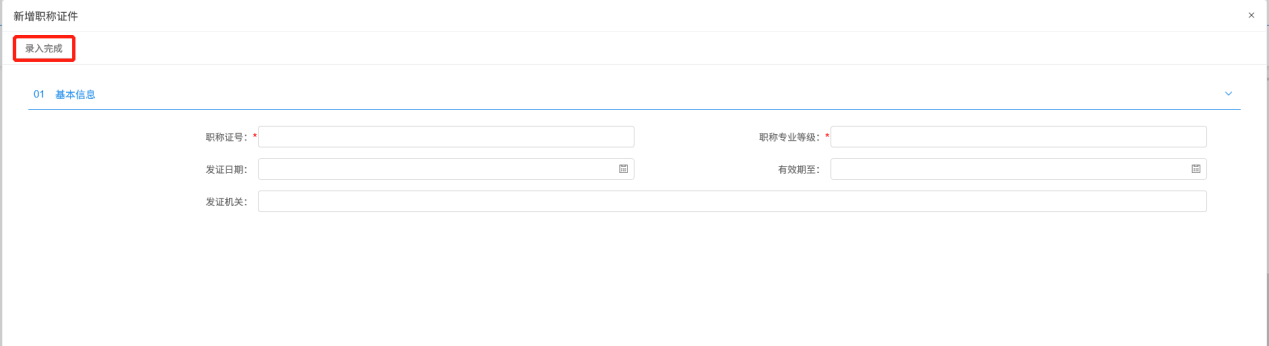 新增职称证件 ×
录入完成
01 基本信息
职称证号：* 职称专业等级：*
发证日期： 有效期至：
发证机关：